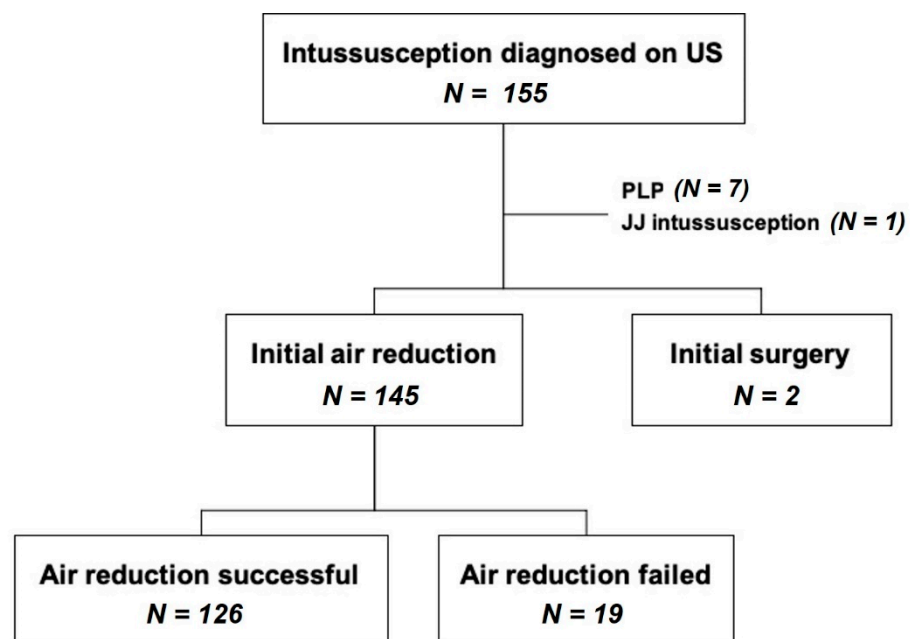 Intussusception diagnosed on US
N = 155
PLP (N = 7)
JJ intussusception (N = 1)
Initial air reduction
N = 145
Initial surgery
N = 2
Air reduction successful
N = 126
Air reduction failed
N = 19